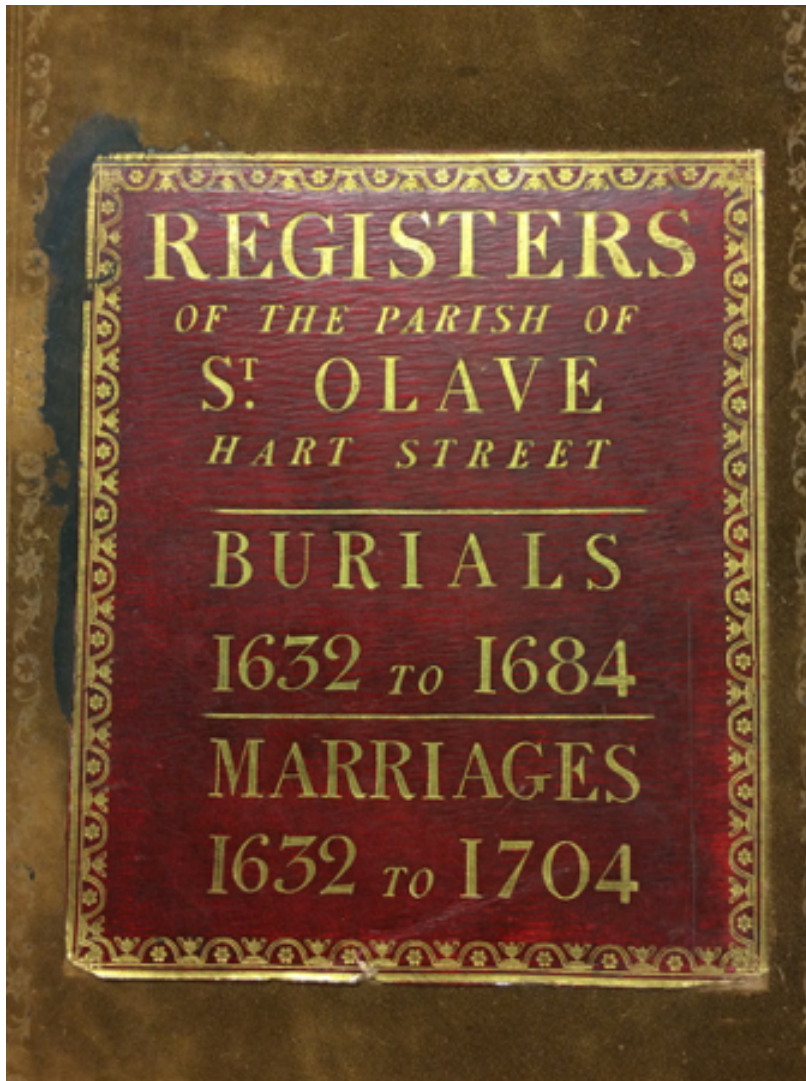 REGISTERS
OF THE PARISH OF
ST. OLAVE
HART STREET
BURIALS
1632 TO 1684
MARRIAGES
1632 TO 1704